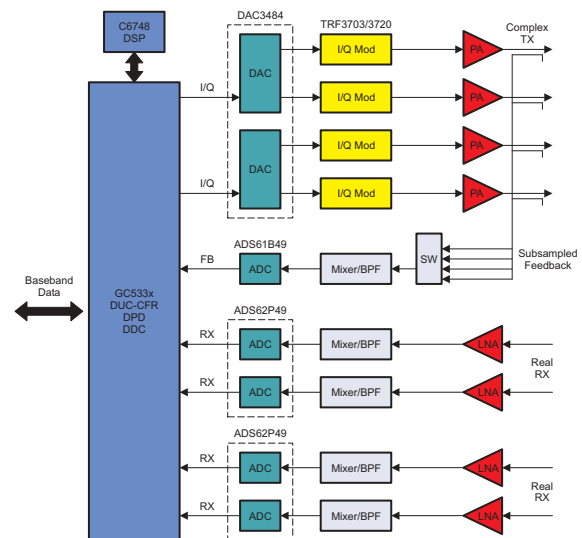 DAC3484
TRF3703/3720
Complex
TX
C6748
DSP
DAC
I/Q Mod
PA
I/Q
I/Q Mod
PA
DAC
I/Q Mod
PA
I/Q
I/Q Mod
PA
ADS61B49
FB
ADC
Mixer/BPF
SW
Subsampled
Feedback
Baseband
Data
GC533x
DUC-CFR
DPD
DDC
ADS62P49
RX
ADC
Mixer/BPF
LNA
Real
RX
RX
ADC
Mixer/BPF
LNA
ADS62P49
RX
ADC
Mixer/BPF
LNA
Real
RX
RX
ADC
Mixer/BPF
LNA